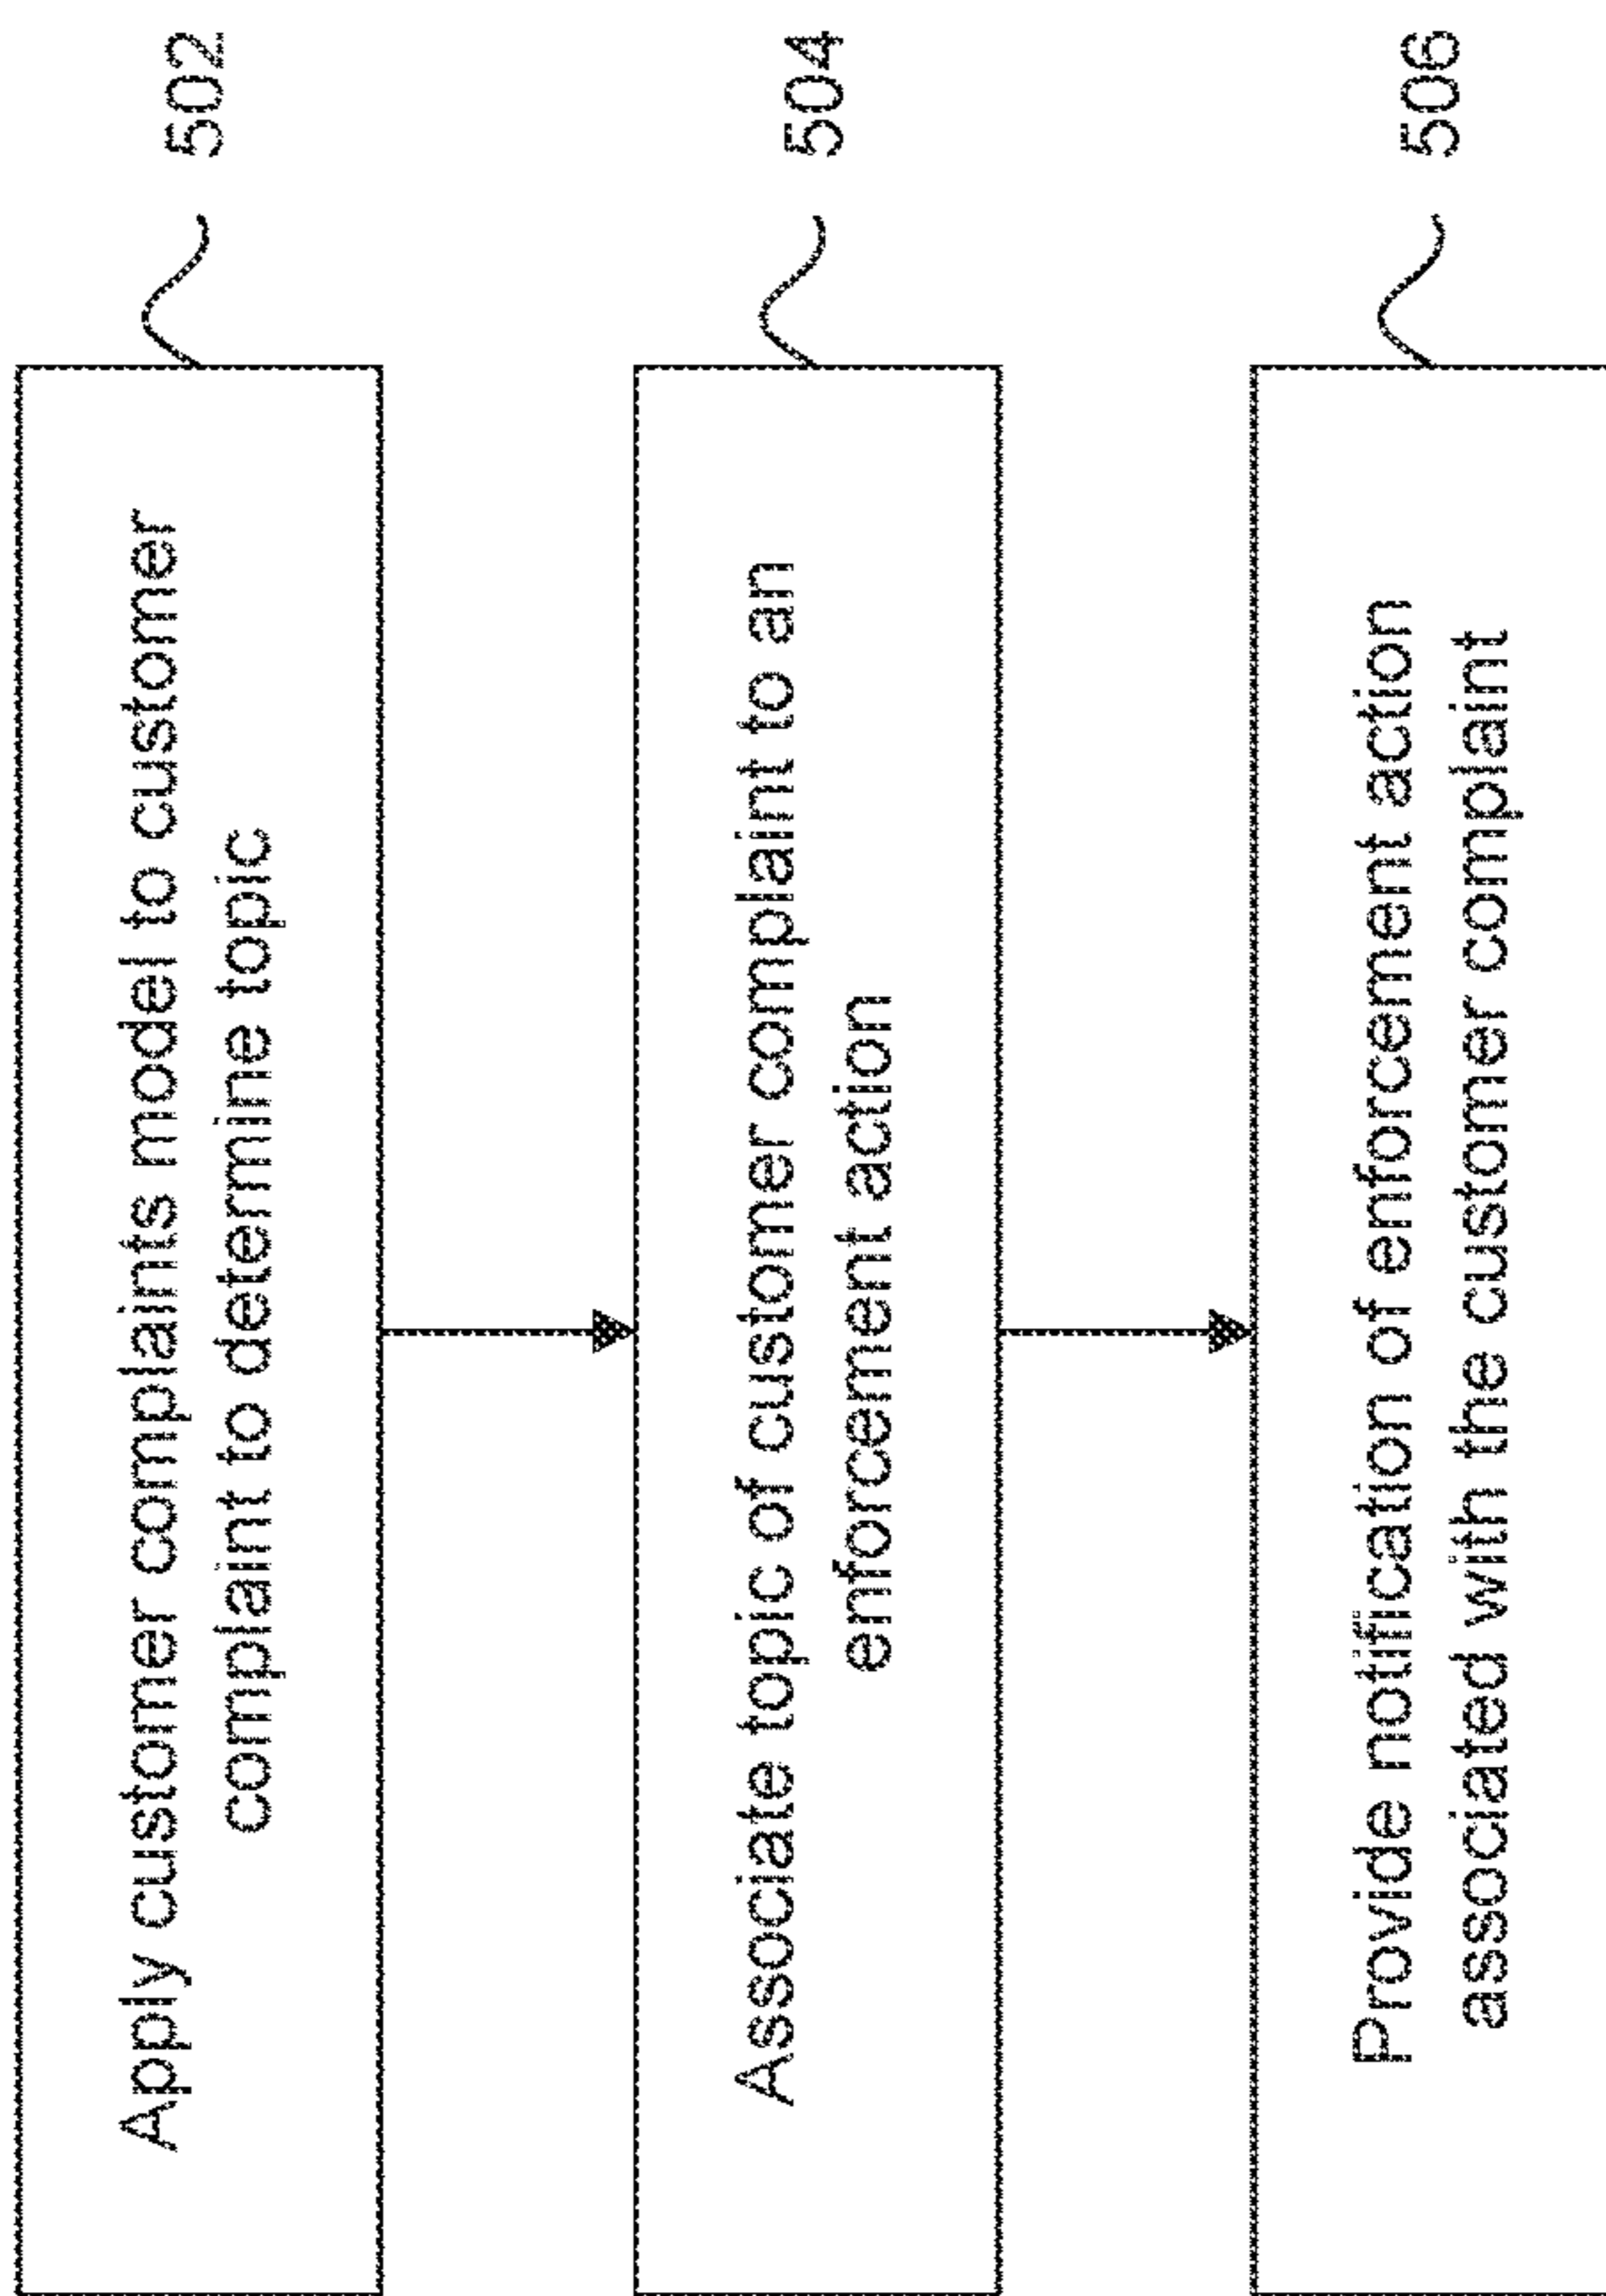 Apply customer complaints model to customer
complaint to determine topic
502
Associate topic of customer complaint to an
enforcement action
504
Provide notification of enforcement action
associated with the customer complaint
506